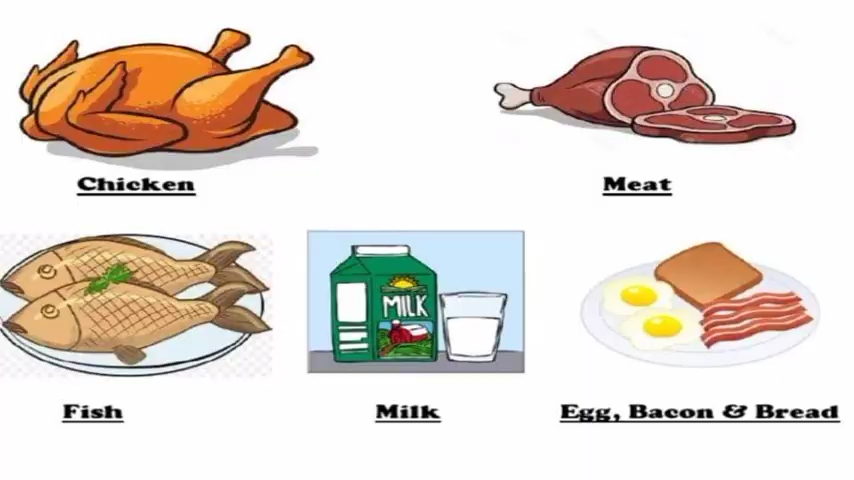 Chicken
Meat
MILK
Fish
Milk
Egg, Bacon & Bread